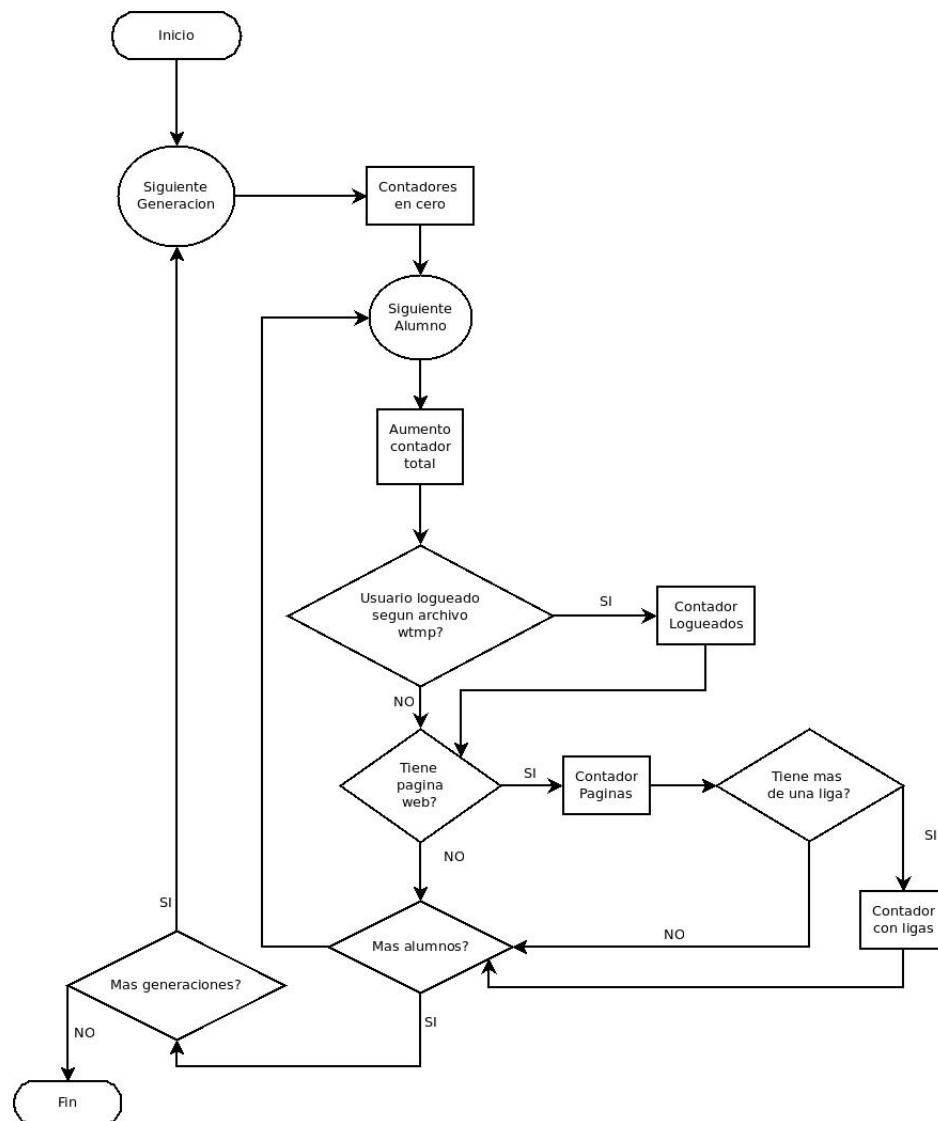 Inicio
Siguiente
Generacion
Contadores
en cero
Siguiente
Alumno
Aumento
contador
total
Usuario logueado
segun archivo
wtmp?
SI
Contador
Logueados
NO
Tiene
pagina
web?
SI
Contador
Paginas
Tiene mas
de una liga?
SI
NO
Contador
con ligas
NO
Mas alumnos?
SI
SI
Mas generaciones?
NO
Fin